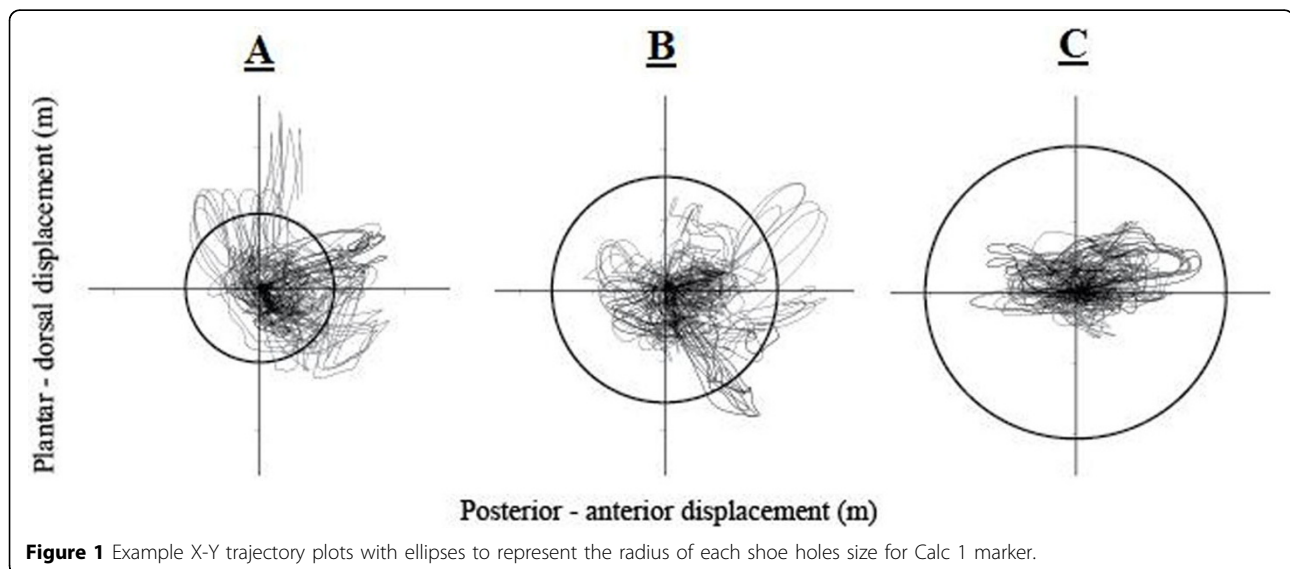 A
B
C
Plantar - dorsal displacement (m)
Posterior - anterior displacement (m)
Figure 1 Example X-Y trajectory plots with ellipses to represent the radius of each shoe holes size for Calc 1 marker.